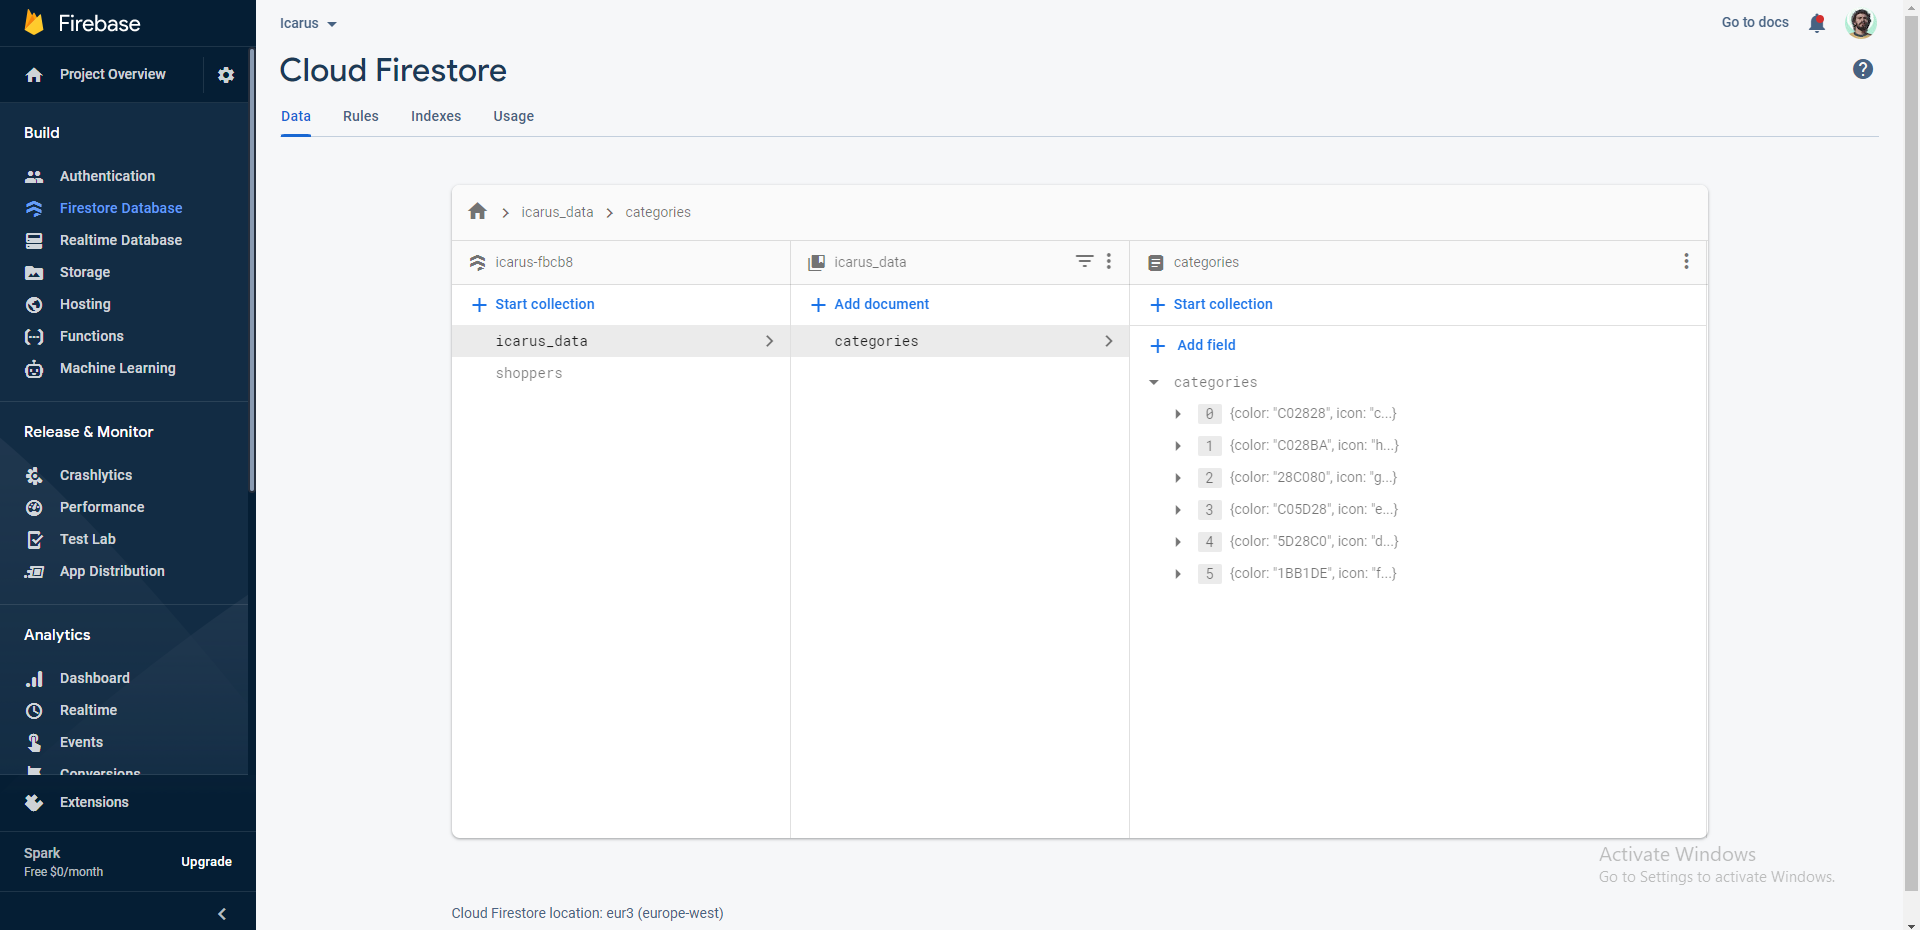 Firebase
Project Overview
Build
Authentication
Firestore Database
Realtime Database
Storage
Hosting
Functions
Machine Learning
Release & Monitor
Crashlytics
Performance
Test Lab
App Distribution
Analytics
Dashboard
Realtime
Events
Conversions
Extensions
Spark
Free $0/month
Upgrade
Icarus
Go to docs
Cloud Firestore
Data Rules Indexes Usage
icarus_data > categories
icarus-fbcb8
Start collection
icarus_data
shoppers
icarus_data
Add document
categories
categories
Start collection
Add field
categories
0 {color: "C02828", icon: "c...}
1 {color: "C028BA", icon: "h...}
2 {color: "28C080", icon: "g...}
3 {color: "C05D28", icon: "e...}
4 {color: "5D28C0", icon: "d...}
5 {color: "1BB1DE", icon: "f...}
Activate Windows
Go to Settings to activate Windows.
Cloud Firestore location: eur3 (europe-west)